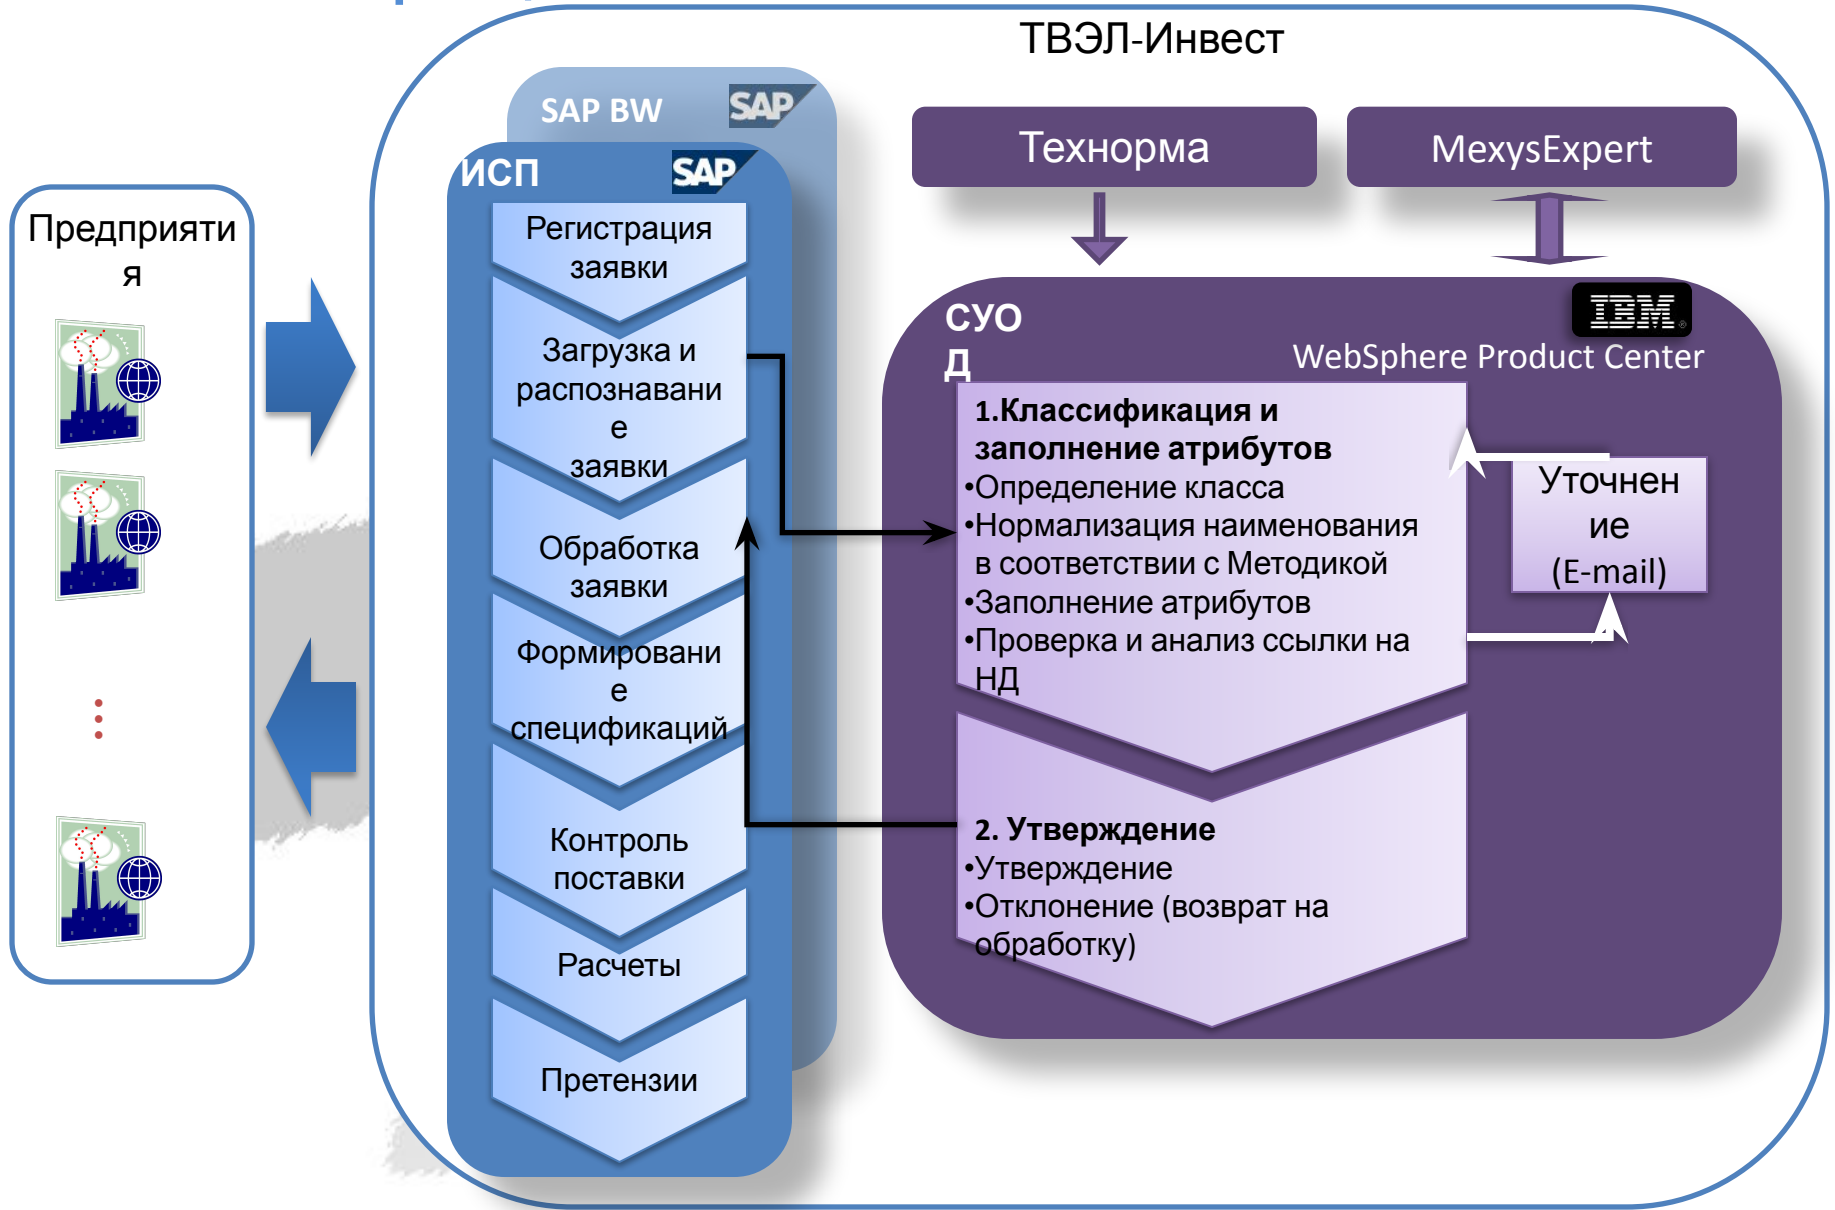 ТВЭЛ-Инвест
SAP BW
SAP
ИСП
SAP
Технорма
MexysExpert
Предприяти
я
Регистрация
заявки
Загрузка и
распознавани
е
заявки
Обработка
заявки
Формировани
е
спецификаций
Контроль
поставки
Расчеты
Претензии
СУО
Д
IBM®
WebSphere Product Center
1.Классификация и
заполнение атрибутов
•Определение класса
•Нормализация наименования
в соответствии с Методикой
•Заполнение атрибутов
•Проверка и анализ ссылки на
НД
Уточнен
ие
(E-mail)
2. Утверждение
•Утверждение
•Отклонение (возврат на
обработку)